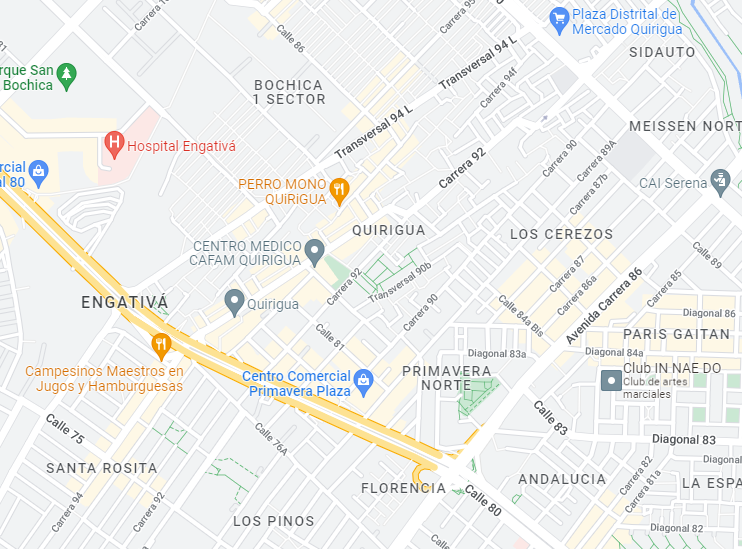 Carrera 95
Plaza Distrital de
Mercado Quirigua
81
Carrera 86
SIDAUTO
rque San
Bochica
BOCHICA
1 SECTOR
Transversal 94 L
Carrera 94f
MEISSEN NORT
Hospital Engativá
Transversal 94 L
Carrera 92
Carrera 90
Carrera 89A
Carrera 87b
CAI Serena
rcial
al 80
PERRO MONO
QUiRiGUA
QUIRIGUA
LOS CEREZOS
CENTRO MEDICO
CAFAM QUIRIGUA
Calle 89
Carrera 87
Carrera 86a
Carrera 85
Carrera 92
Transversal 90b
Carrera 90
ENGATIVÁ
Quirigua
Calle 84a Bis
Avenida Carrera 86
Diagonal 86
Calle 81
PARIS GAITAN
Diagonal 83a
Diagonal 84a
Campesinos Maestros en
Jugos y Hamburguesas
Centro Comercial
Primavera Plaza
PRIMAVERA
NORTE
Club IN NAE DO
Club de artes
marciales
Calle 75
Calle 76A
Calle 83
Diagonal 83
SANTA ROSITA
Carrera 94
Carrera 92
FLORENCIA
Calle 80
ANDALUCIA
Carrera 82
Carrera 81a
Diagonal 83
LA ESPA
LOS PINOS
Diagonal 82